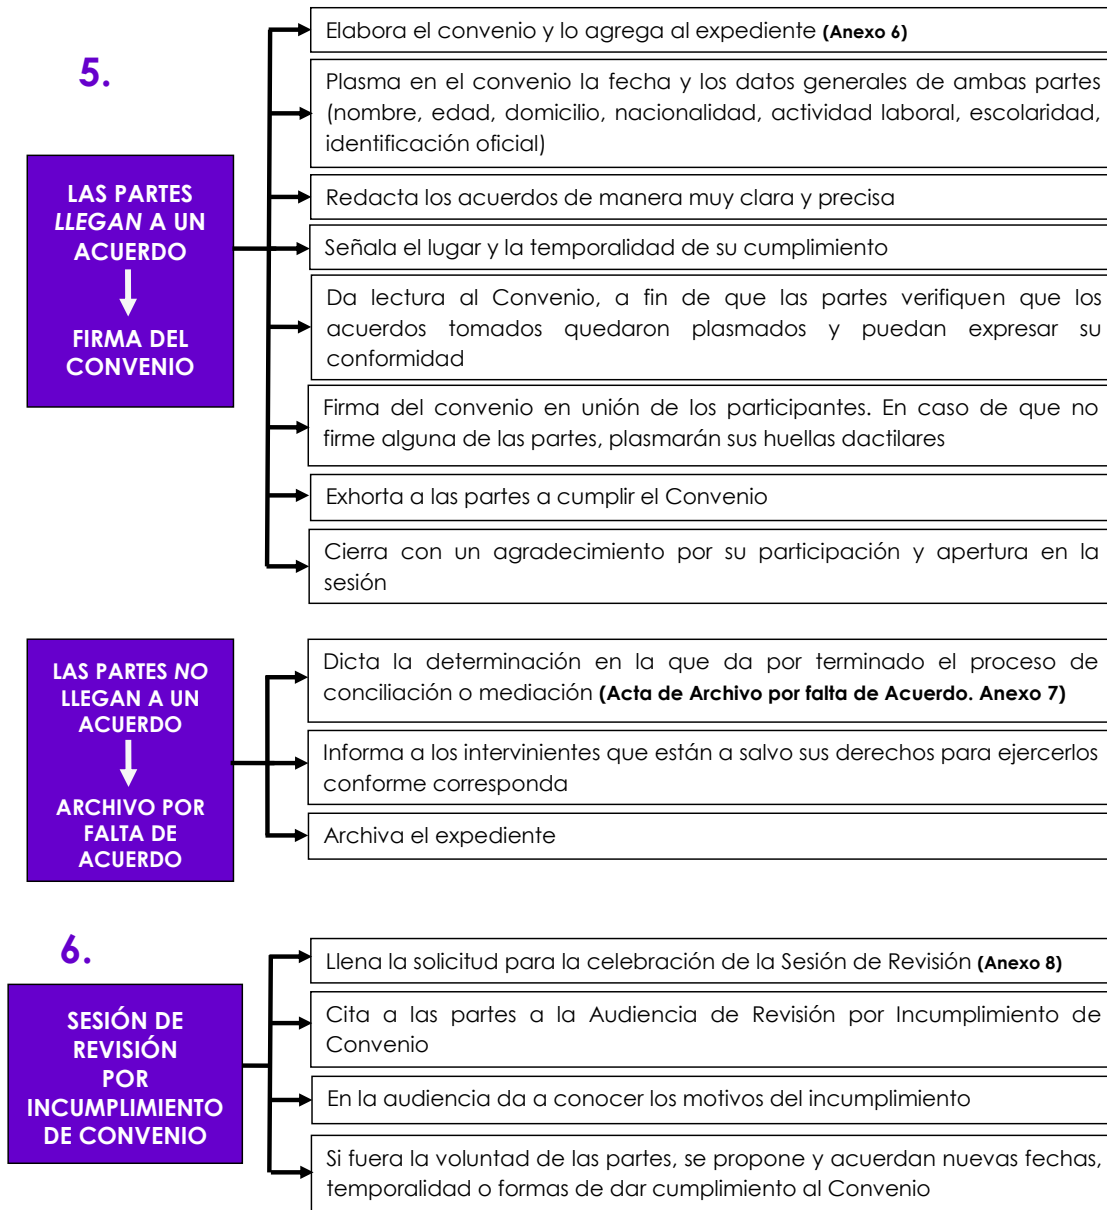 5.
LAS PARTES
LLEGAN A UN
ACUERDO
FIRMA DEL
CONVENIO
Elabora el convenio y lo agrega al expediente (Anexo 6)
Plasma en el convenio la fecha y los datos generales de ambas partes
(nombre, edad, domicilio, nacionalidad, actividad laboral, escolaridad,
identificación oficial)
Redacta los acuerdos de manera muy clara y precisa
Señala el lugar y la temporalidad de su cumplimiento
Da lectura al Convenio, a fin de que las partes verifiquen que los
acuerdos tomados quedaron plasmados y puedan expresar su
conformidad
Firma del convenio en unión de los participantes. En caso de que no
firme alguna de las partes, plasmarán sus huellas dactilares
Exhorta a las partes a cumplir el Convenio
Cierra con un agradecimiento por su participación y apertura en la
sesión
LAS PARTES NO
LLEGAN A UN
ACUERDO
ARCHIVO POR
FALTA DE
ACUERDO
Dicta la determinación en la que da por terminado el proceso de
conciliación o mediación (Acta de Archivo por falta de Acuerdo. Anexo 7)
Informa a los intervinientes que están a salvo sus derechos para ejercerlos
conforme corresponda
Archiva el expediente
6.
SESIÓN DE
REVISIÓN
POR
INCUMPLIMIENTO
DE CONVENIO
Llena la solicitud para la celebración de la Sesión de Revisión (Anexo 8)
Cita a las partes a la Audiencia de Revisión por Incumplimiento de
Convenio
En la audiencia da a conocer los motivos del incumplimiento
Si fuera la voluntad de las partes, se propone y acuerdan nuevas fechas,
temporalidad o formas de dar cumplimiento al Convenio